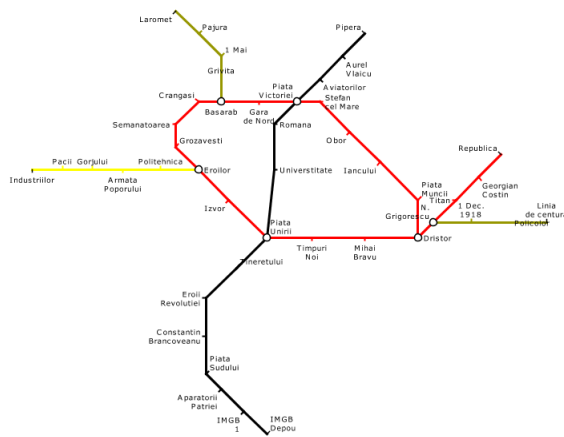 Laromet
Pajura
1 Mai
Grivita
Pipera
Aurel
Vlaicu
Aviatorilor
Piata
Victoriei
Stefan
cel Mare
Crangasi
Basarab
Gara
de Nord
Semanatoarea
Romana
Grozavesti
Obor
Republica
Pacii
Gorjului
Politehnica
Eroilor
Universtitate
Iancului
Industriilor
Armata
Poporului
Georgian
Costin
Piata
Muncii
Titan
Izvor
N.
Grigorescu
1 Dec.
1918
Linia
de centura
Policolor
Piata
Unirii
Dristor
Timpuri
Noi
Mihai
Bravu
Tineretului
Eroii
Revolutiei
Constantin
Brancoveanu
Piata
Sudului
Aparatorii
Patriei
IMGB
1
IMGB
Depou